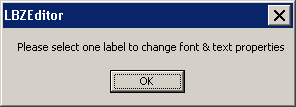 LBZEditor
Please select one label to change font & text properties
OK